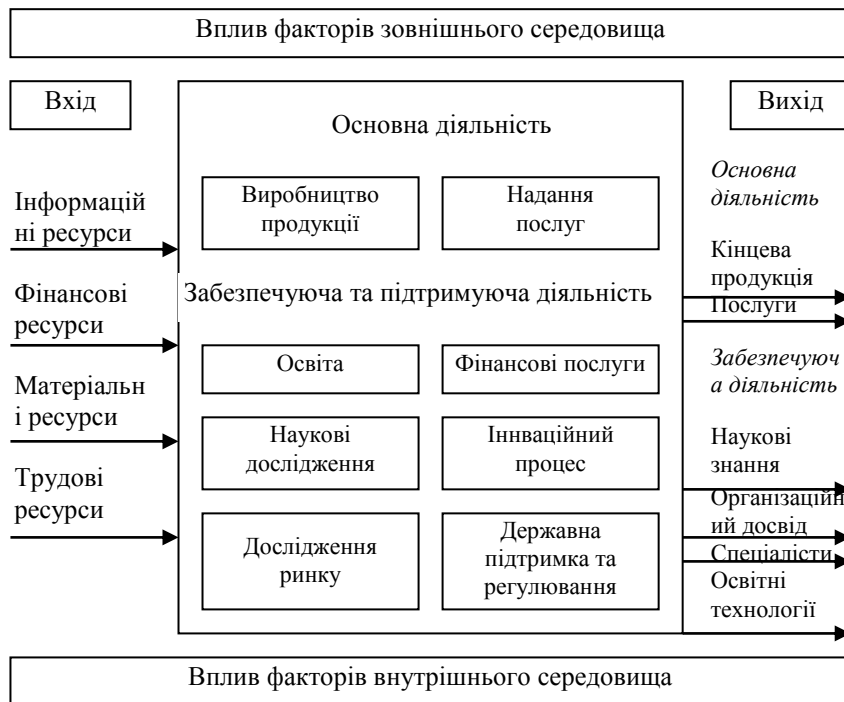 Вплив факторів зовнішнього середовища
Вхід
Інформацій
ні ресурси
Фінансові
ресурси
Матеріальн
і ресурси
Трудові
ресурси
Основна діяльність
Виробництво
продукції
Надання
послуг
Забезпечуюча та підтримуюча діяльність
Освіта
Фінансові послуги
Наукові
дослідження
Іннваційний
процес
Дослідження
ринку
Державна
підтримка та
регулювання
Вихід
Основна
діяльність
Кінцева
продукція
Послуги
Забезпечуюч
а діяльність
Наукові
знання
Організаційн
ий досвід
Спеціалісти
Освітні
технології
Вплив факторів внутрішнього середовища